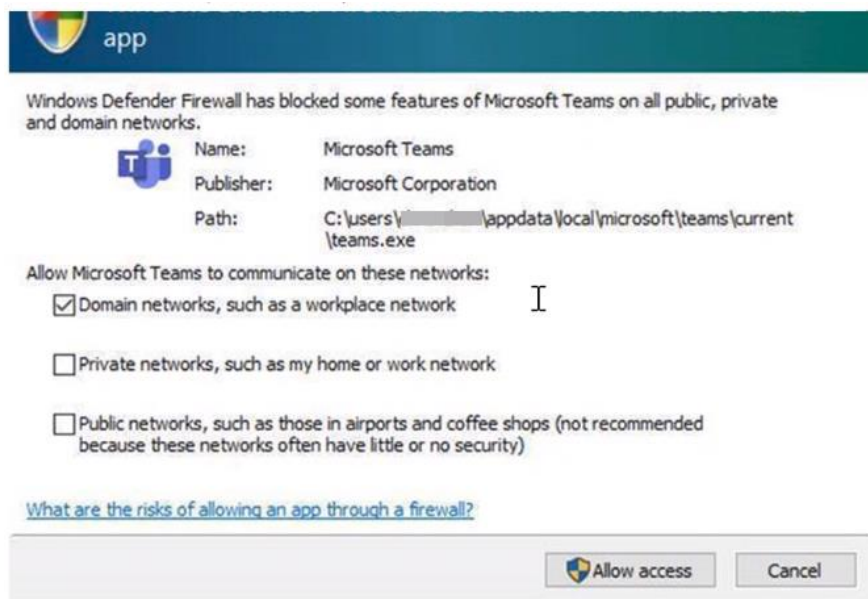 app
Windows Defender Firewall has blocked some features of Microsoft Teams on all public, private
and domain networks.
Name: Microsoft Teams
Publisher: Microsoft Corporation
Path: C:\users\ \appdata\local\microsoft\teams\current
\teams.exe
Allow Microsoft Teams to communicate on these networks:
Domain networks, such as a workplace network
Private networks, such as my home or work network
Public networks, such as those in airports and coffee shops (not recommended
because these networks often have little or no security)
What are the risks of allowing an app through a firewall?
Allow access Cancel